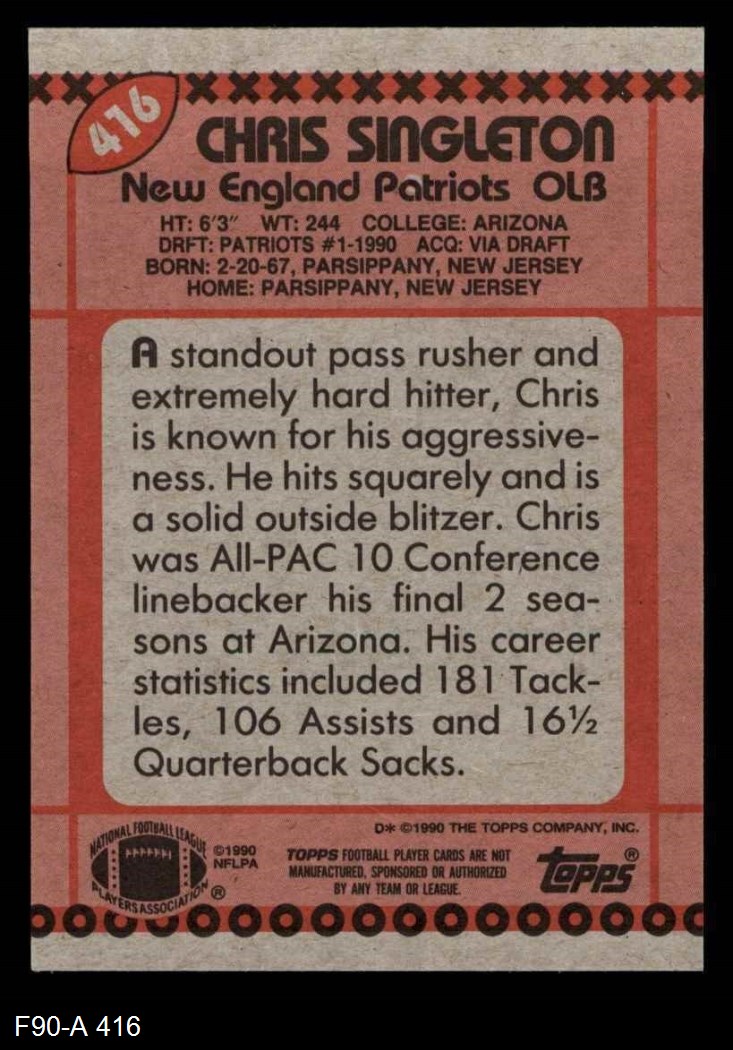 416
CHRIS SINGLETON
New England Patriots OLB
HT: 6'3" WT: 244 COLLEGE: ARIZONA
DRFT: PATRIOTS #1-1990 ACQ: VIA DRAFT
BORN: 2-20-67, PARSIPPANY, NEW JERSEY
HOME: PARSIPPANY, NEW JERSEY
A standout pass rusher and
extremely hard hitter, Chris
is known for his aggressive-
ness. He hits squarely and is
a solid outside blitzer. Chris
was All-PAC 10 Conference
linebacker his final 2 sea-
sons at Arizona. His career
statistics included 181 Tack-
les, 106 Assists and 16½
Quarterback Sacks.
D* ©1990 THE TOPPS COMPANY, INC.
NATIONAL FOOTBALL LEAGUE
PLAYERS ASSOCIATION ®
©1990
NFLPA
TOPPS FOOTBALL PLAYER CARDS ARE NOT
MANUFACTURED, SPONSORED OR AUTHORIZED
BY ANY TEAM OR LEAGUE.
TOPPS®
F90-A 416